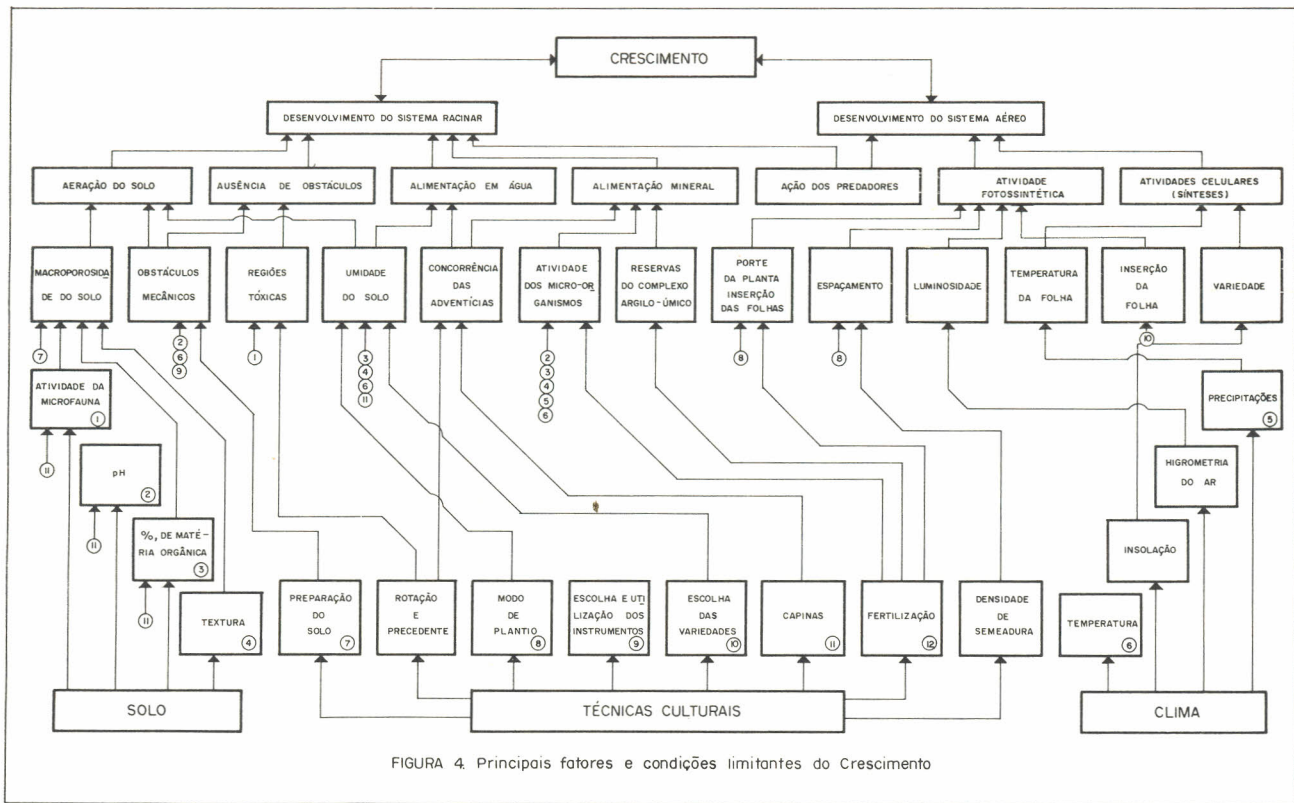 CRESCIMENTO
DESENVOLVIMENTO DO SISTEMA RACINAR
DESENVOLVIMENTO DO SISTEMA AÉREO
AERAÇÃO DO SOLO
AUSÊNCIA DE OBSTÁCULOS
ALIMENTAÇÃO EM ÁGUA
ALIMENTAÇÃO MINERAL
AÇÃO DOS PREDADORES
ATIVIDADE
FOTOSSINTÉTICA
ATIVIDADES CELULARES
(SÍNTESES)
MACROPOROSIDA
DE DO SOLO
OBSTÁCULOS
MECÂNICOS
REGIÕES
TÓXICAS
UMIDADE
DO SOLO
CONCORRÊNCIA
DAS
ADVENTÍCIAS
ATIVIDADE
DOS MICRO-OR
GANISMOS
RESERVAS
DO COMPLEXO
ARGILO-ÚMICO
PORTE
DA PLANTA
INSERÇÃO
DAS FOLHAS
ESPAÇAMENTO
LUMINOSIDADE
TEMPERATURA
DA FOLHA
INSERÇÃO
DA
FOLHA
VARIEDADE
7
2
6
9
1
3
4
6
11
2
3
4
5
6
8
8
10
ATIVIDADE DA
MICROFAUNA
1
11
PRECIPITAÇÕES
5
pH
2
11
HIGROMETRIA
DO AR
%, DE MATÉ-
RIA ORGÂNICA
3
11
INSOLAÇÃO
TEXTURA
4
PREPARAÇÃO
DO
SOLO
7
ROTAÇÃO
E
PRECEDENTE
MODO
DE
PLANTIO
8
ESCOLHA E UTI
LIZAÇÃO DOS
INSTRUMENTOS
9
ESCOLHA
DAS
VARIEDADES
10
CAPINAS
11
FERTILIZAÇÃO
12
DENSIDADE
DE
SEMEADURA
TEMPERATURA
6
SOLO
TÉCNICAS CULTURAIS
CLIMA
FIGURA 4. Principais fatores e condições limitantes do Crescimento